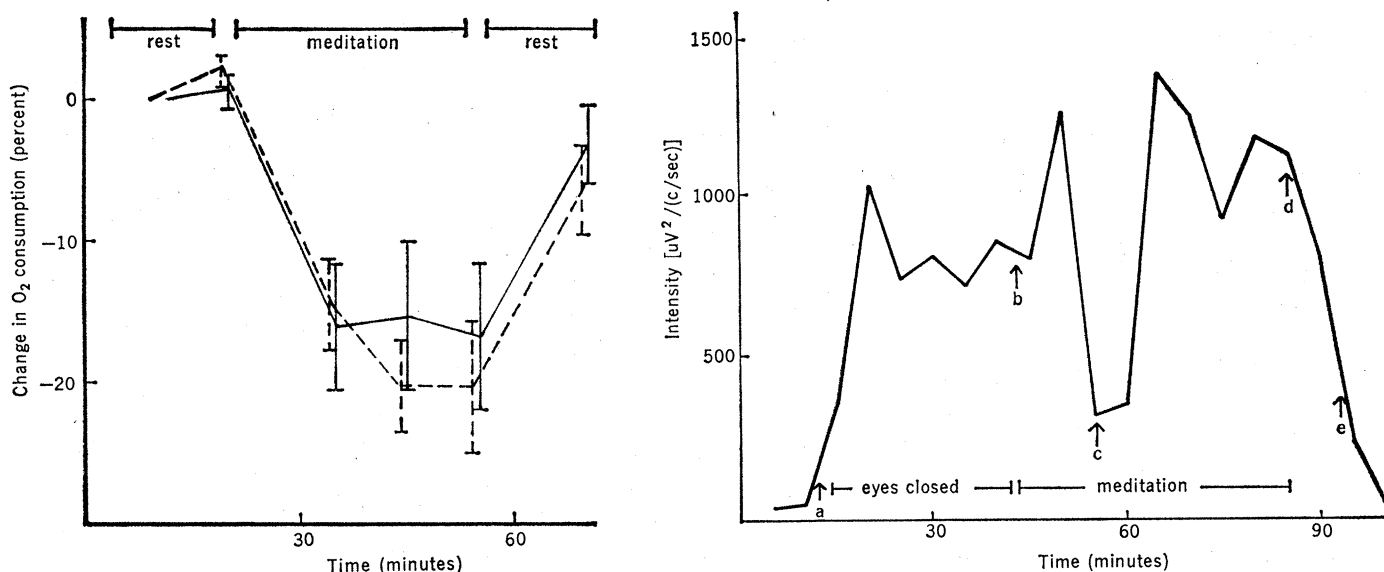 rest
meditation
rest
Change in O2 consumption (percent)
0
−10
−20
30
60
Time (minutes)
1500
1000
500
Intensity [uV²/(c/sec)]
a
b
c
d
e
eyes closed
meditation
30
60
90
Time (minutes)